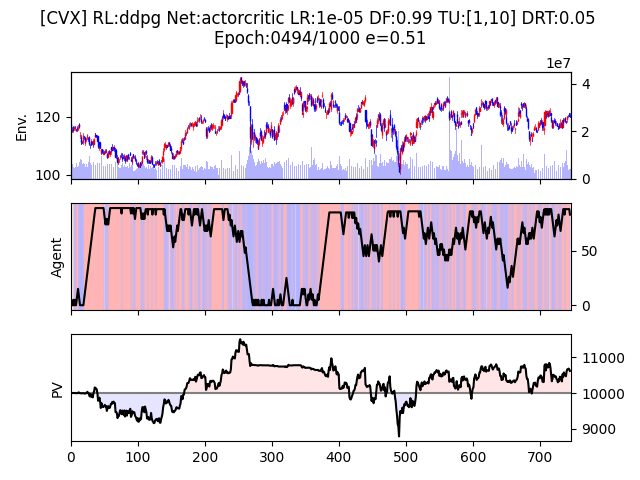 [CVX] RL:ddpg Net:actorcritic LR:1e-05 DF:0.99 TU:[1,10] DRT:0.05
Epoch:0494/1000 e=0.51
1e7
Env.
120
100
4
2
0
Agent
50
0
PV
11000
10000
9000
0 100 200 300 400 500 600 700